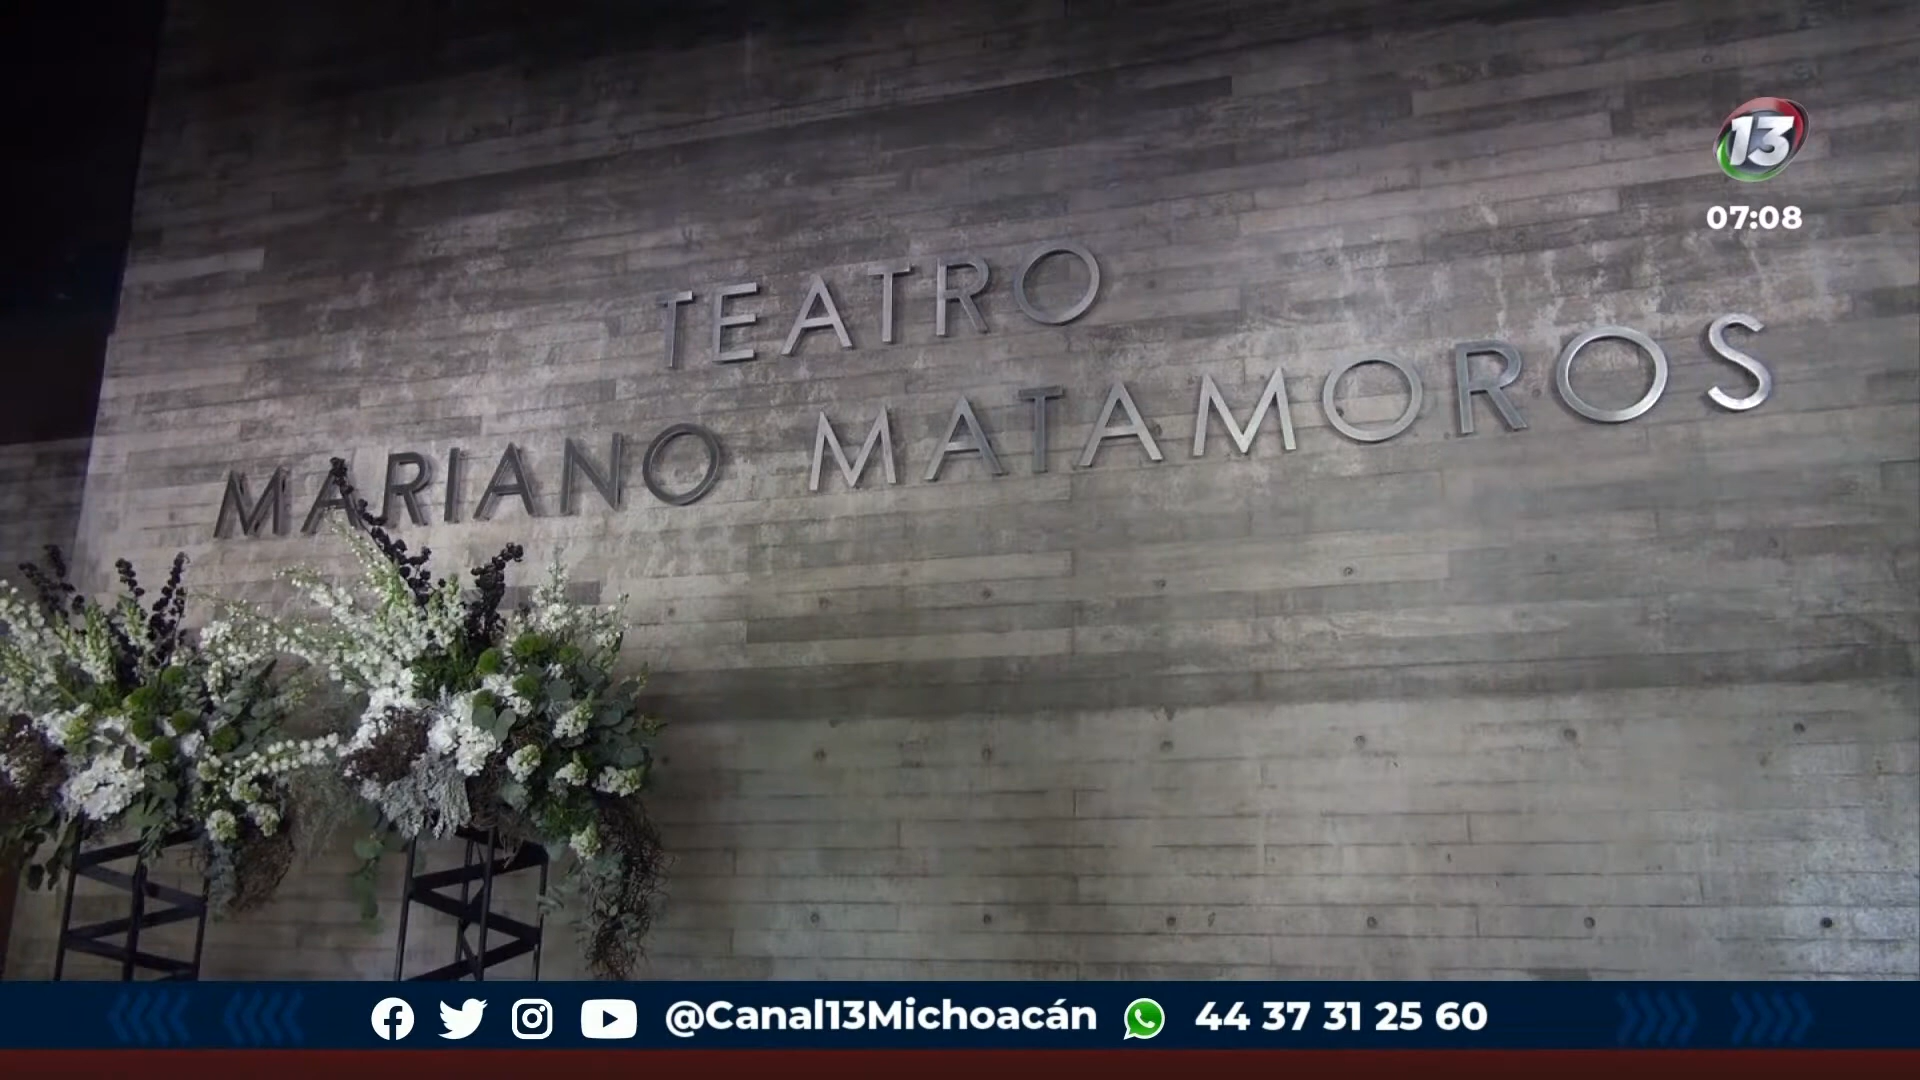 13
07:08
TEATRO
MARIANO MATAMOROS
@Canal13Michoacán 44 37 31 25 60